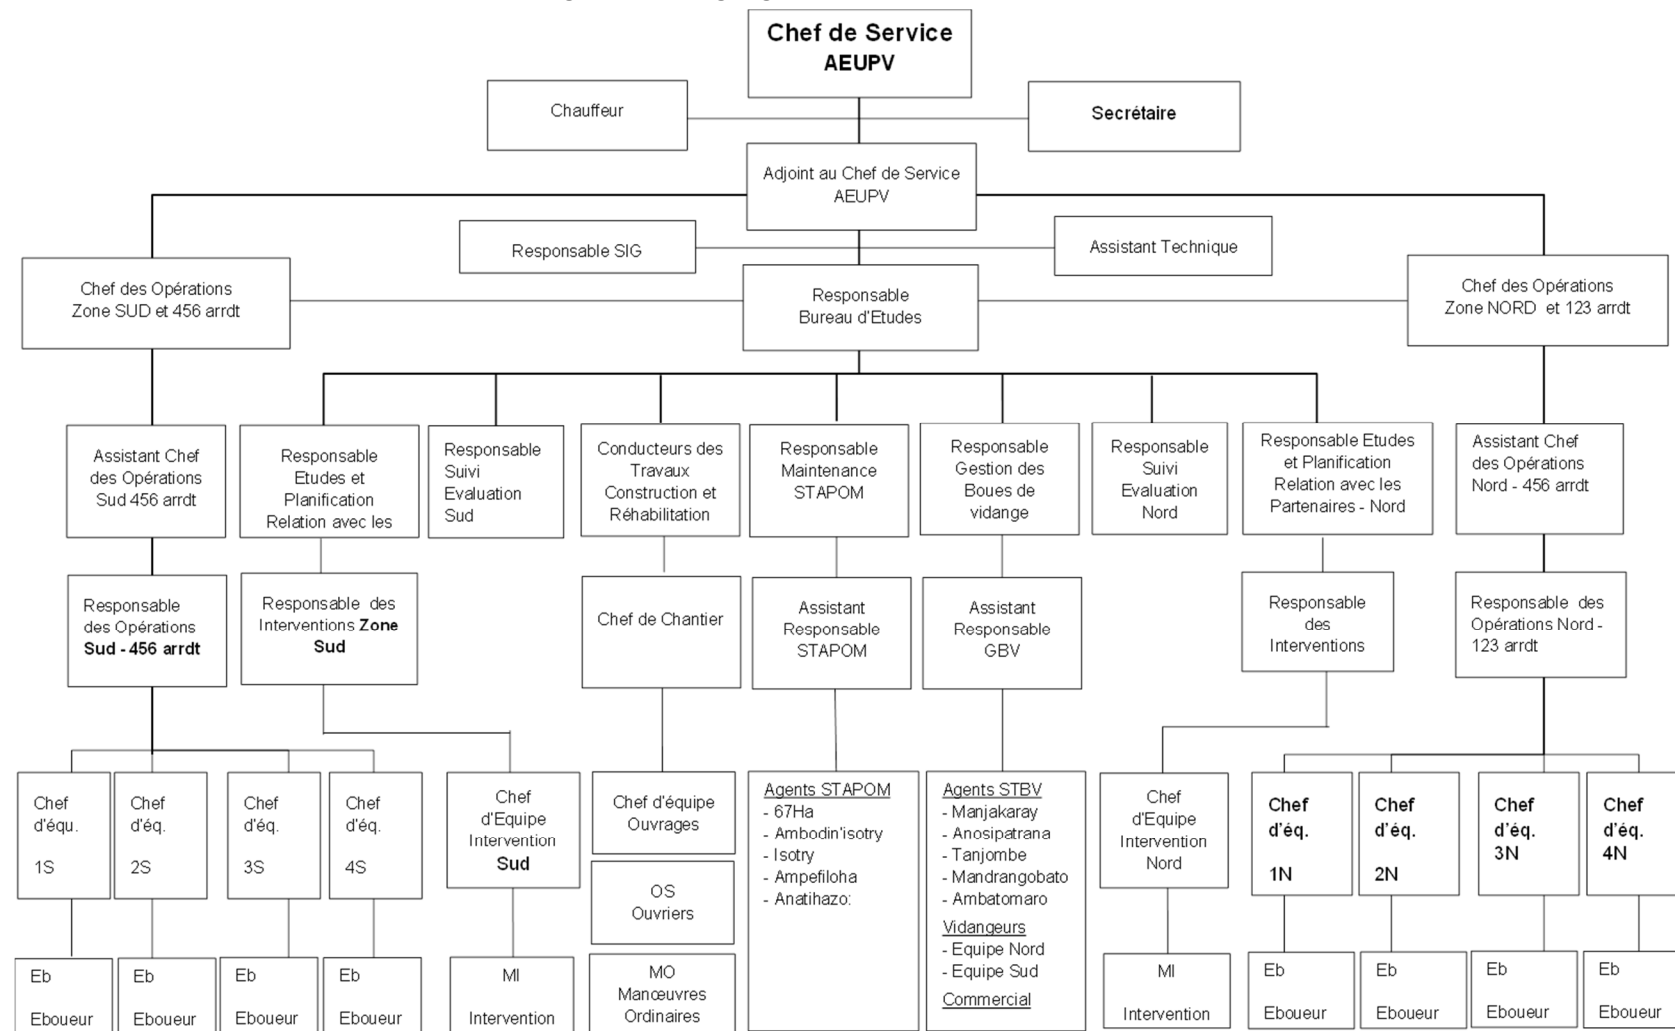 Chef de Service
AEUPV
Chauffeur
Secrétaire
Adjoint au Chef de Service
AEUPV
Responsable SIG
Assistant Technique
Chef des Opérations
Zone SUD et 456 arrdt
Responsable
Bureau d'Etudes
Chef des Opérations
Zone NORD et 123 arrdt
Assistant Chef
des Opérations
Sud 456 arrdt
Responsable
Etudes et
Planification
Relation avec les
Responsable
Suivi
Evaluation
Sud
Conducteurs des
Travaux
Construction et
Réhabilitation
Responsable
Maintenance
STAPOM
Responsable
Gestion des
Boues de
vidange
Responsable
Suivi
Evaluation
Nord
Responsable Etudes
et Planification
Relation avec les
Partenaires - Nord
Assistant Chef
des Opérations
Nord - 456 arrdt
Responsable
des Opérations
Sud - 456 arrdt
Responsable des
Interventions Zone
Sud
Chef de Chantier
Assistant
Responsable
STAPOM
Assistant
Responsable
GBV
Responsable
des
Interventions
Responsable des
Opérations Nord -
123 arrdt
Chef
d'équ.
1S
Chef
d'éq.
2S
Chef
d'éq.
3S
Chef
d'éq.
4S
Chef
d'Equipe
Intervention
Sud
Chef d'équipe
Ouvrages
OS
Ouvriers
MO
Manœuvres
Ordinaires
Agents STAPOM
- 67Ha
- Ambodin'isotry
- Isotry
- Ampefiloha
- Anatihazo:
Agents STBV
- Manjakaray
- Anosipatrana
- Tanjombe
- Mandrangobato
- Ambatomaro
Vidangeurs
- Equipe Nord
- Equipe Sud
Commercial
Chef
d'Equipe
Intervention
Nord
Chef
d'éq.
1N
Chef
d'éq.
2N
Chef
d'éq.
3N
Chef
d'éq.
4N
Eb
Eboueur
Eb
Eboueur
Eb
Eboueur
Eb
Eboueur
MI
Intervention
MI
Intervention
Eb
Eboueur
Eb
Eboueur
Eb
Eboueur
Eb
Eboueur